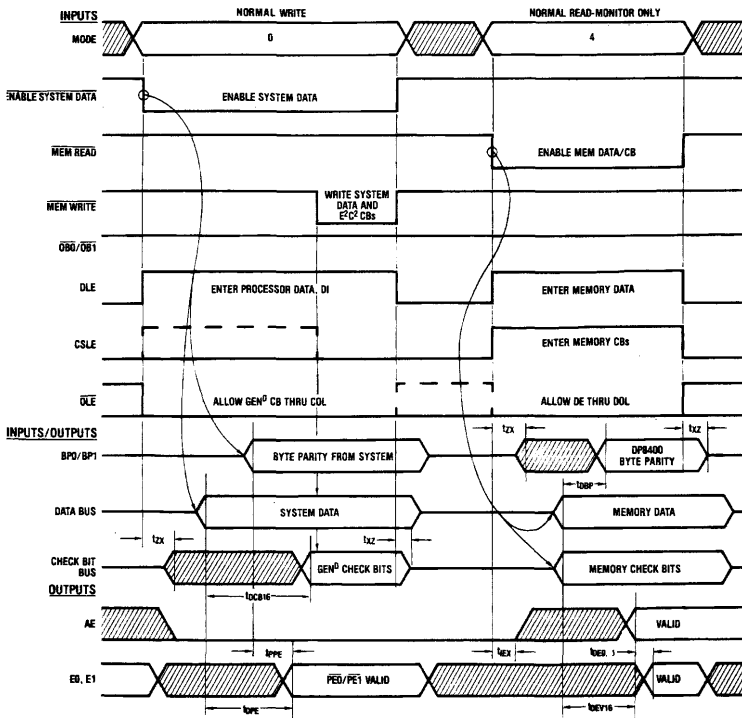 INPUTS
NORMAL WRITE
NORMAL READ-MONITOR ONLY
MODE
0
4
ENABLE SYSTEM DATA
ENABLE SYSTEM DATA
MEM READ
ENABLE MEM DATA/CB
MEM WRITE
WRITE SYSTEM
DATA AND
E²C² CBs
OB0/OB1
DLE
ENTER PROCESSOR DATA, DI
ENTER MEMORY DATA
CSLE
ENTER MEMORY CBs
OLE
ALLOW GENᴰ CB THRU COL
ALLOW DE THRU DOL
INPUTS/OUTPUTS
tZX
tXZ
BP0/BP1
BYTE PARITY FROM SYSTEM
DP8400
BYTE PARITY
tDBP
DATA BUS
SYSTEM DATA
MEMORY DATA
tZX
tXZ
CHECK BIT
BUS
GENᴰ CHECK BITS
MEMORY CHECK BITS
OUTPUTS
tDCB16
AE
VALID
tPPE
tIEX
tDE0, 1
E0, E1
PE0/PE1 VALID
VALID
tDPE
tDEV16